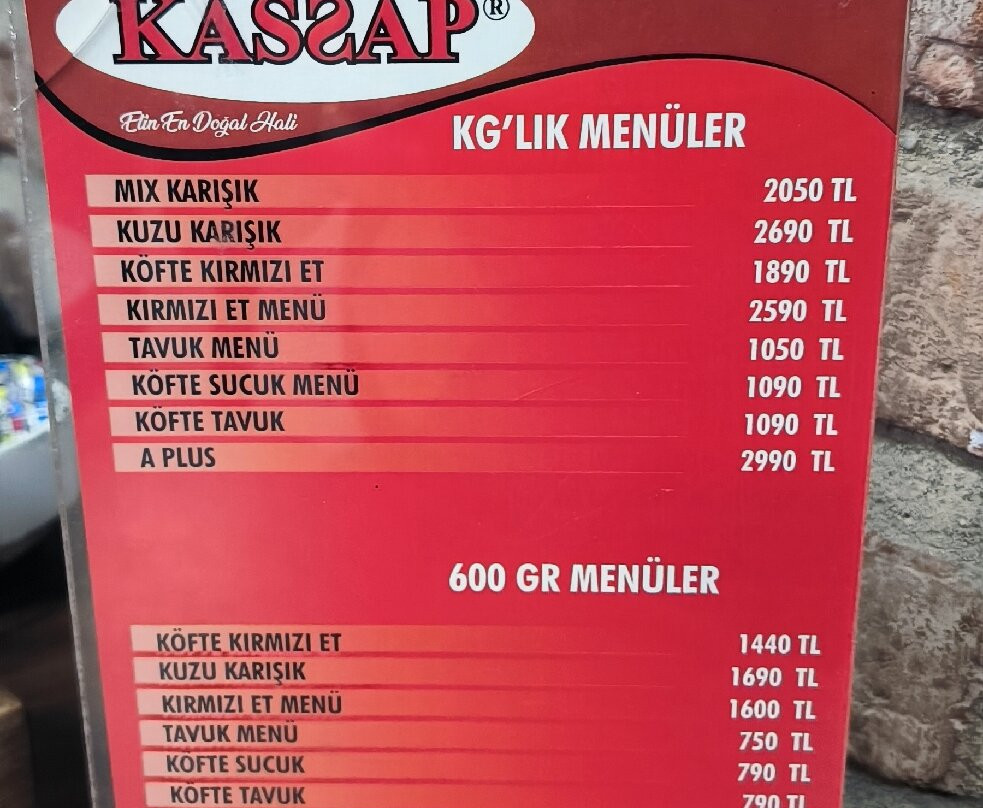 KASSAP®
Etin En Doğal Hali
KG'LIK MENÜLER
MIX KARIŞIK 2050 TL
KUZU KARIŞIK 2690 TL
KÖFTE KIRMIZI ET 1890 TL
KIRMIZI ET MENÜ 2590 TL
TAVUK MENÜ 1050 TL
KÖFTE SUCUK MENÜ 1090 TL
KÖFTE TAVUK 1090 TL
A PLUS 2990 TL
600 GR MENÜLER
KÖFTE KIRMIZI ET 1440 TL
KUZU KARIŞIK 1690 TL
KIRMIZI ET MENÜ 1600 TL
TAVUK MENÜ 750 TL
KÖFTE SUCUK 790 TL
KÖFTE TAVUK 790 TL